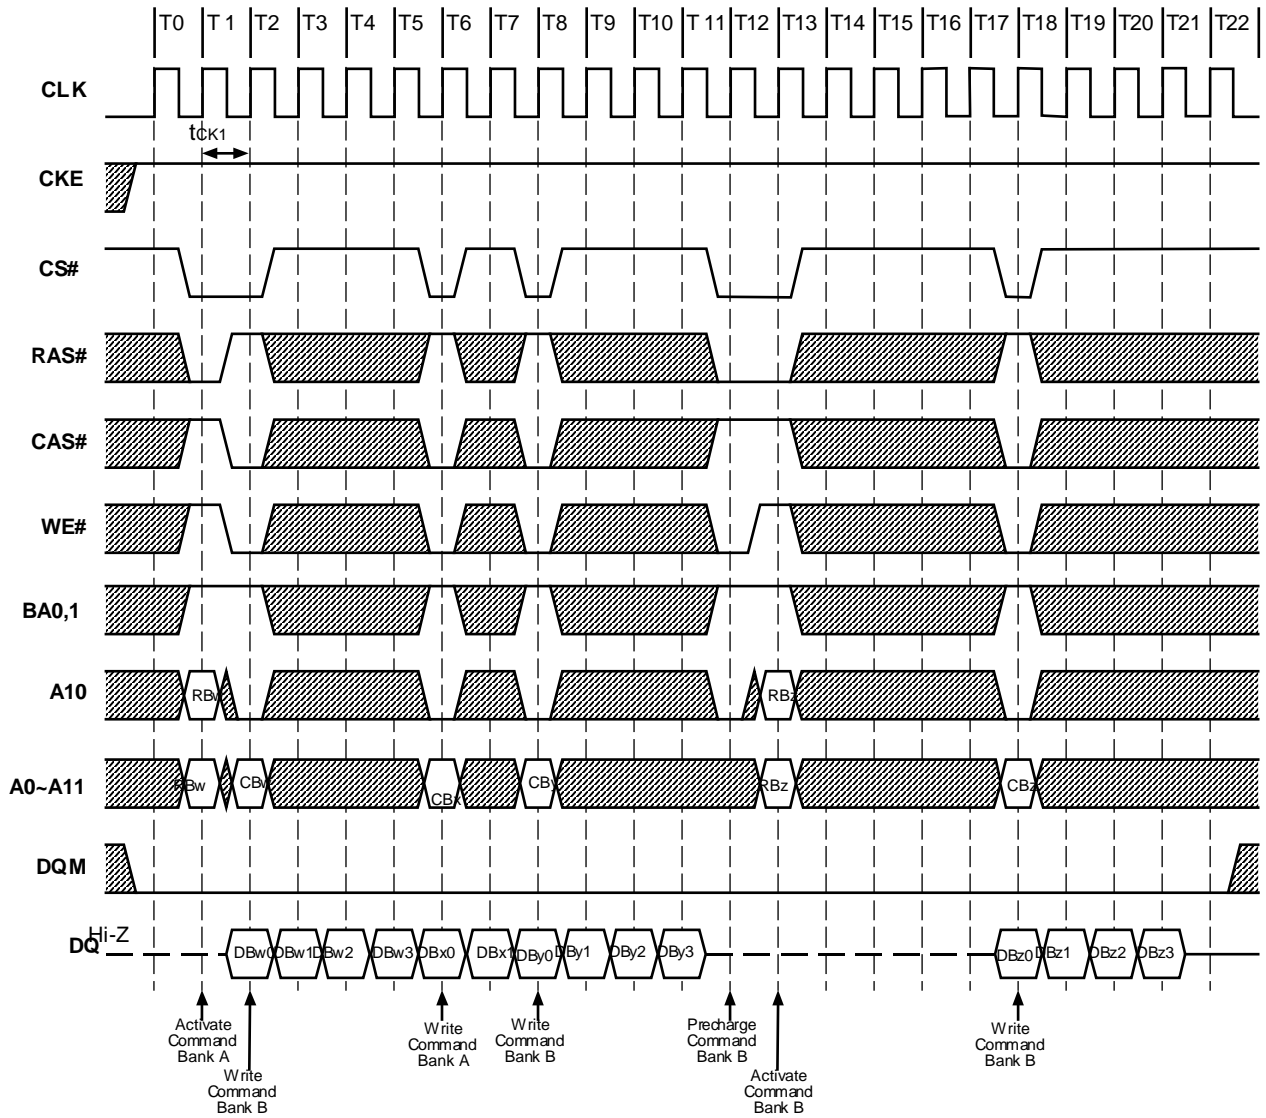 T0 T 1 T2 T3 T4 T5 T6 T7 T8 T9 T10 T 11 T12 T13 T14 T15 T16 T17 T18 T19 T20 T21 T22
CLK
tCK1
CKE
CS#
RAS#
CAS#
WE#
BA0,1
A10
RBw RBz
A0~A11
RBw CBw CBx CBy RBz CBz
DQM
DQ
Hi-Z
DBw0 DBw1 DBw2 DBw3 DBx0 DBx1 DBy0 DBy1 DBy2 DBy3 DBz0 DBz1 DBz2 DBz3
Activate
Command
Bank A
Write
Command
Bank B
Write
Command
Bank A
Write
Command
Bank B
Precharge
Command
Bank B
Activate
Command
Bank B
Write
Command
Bank B